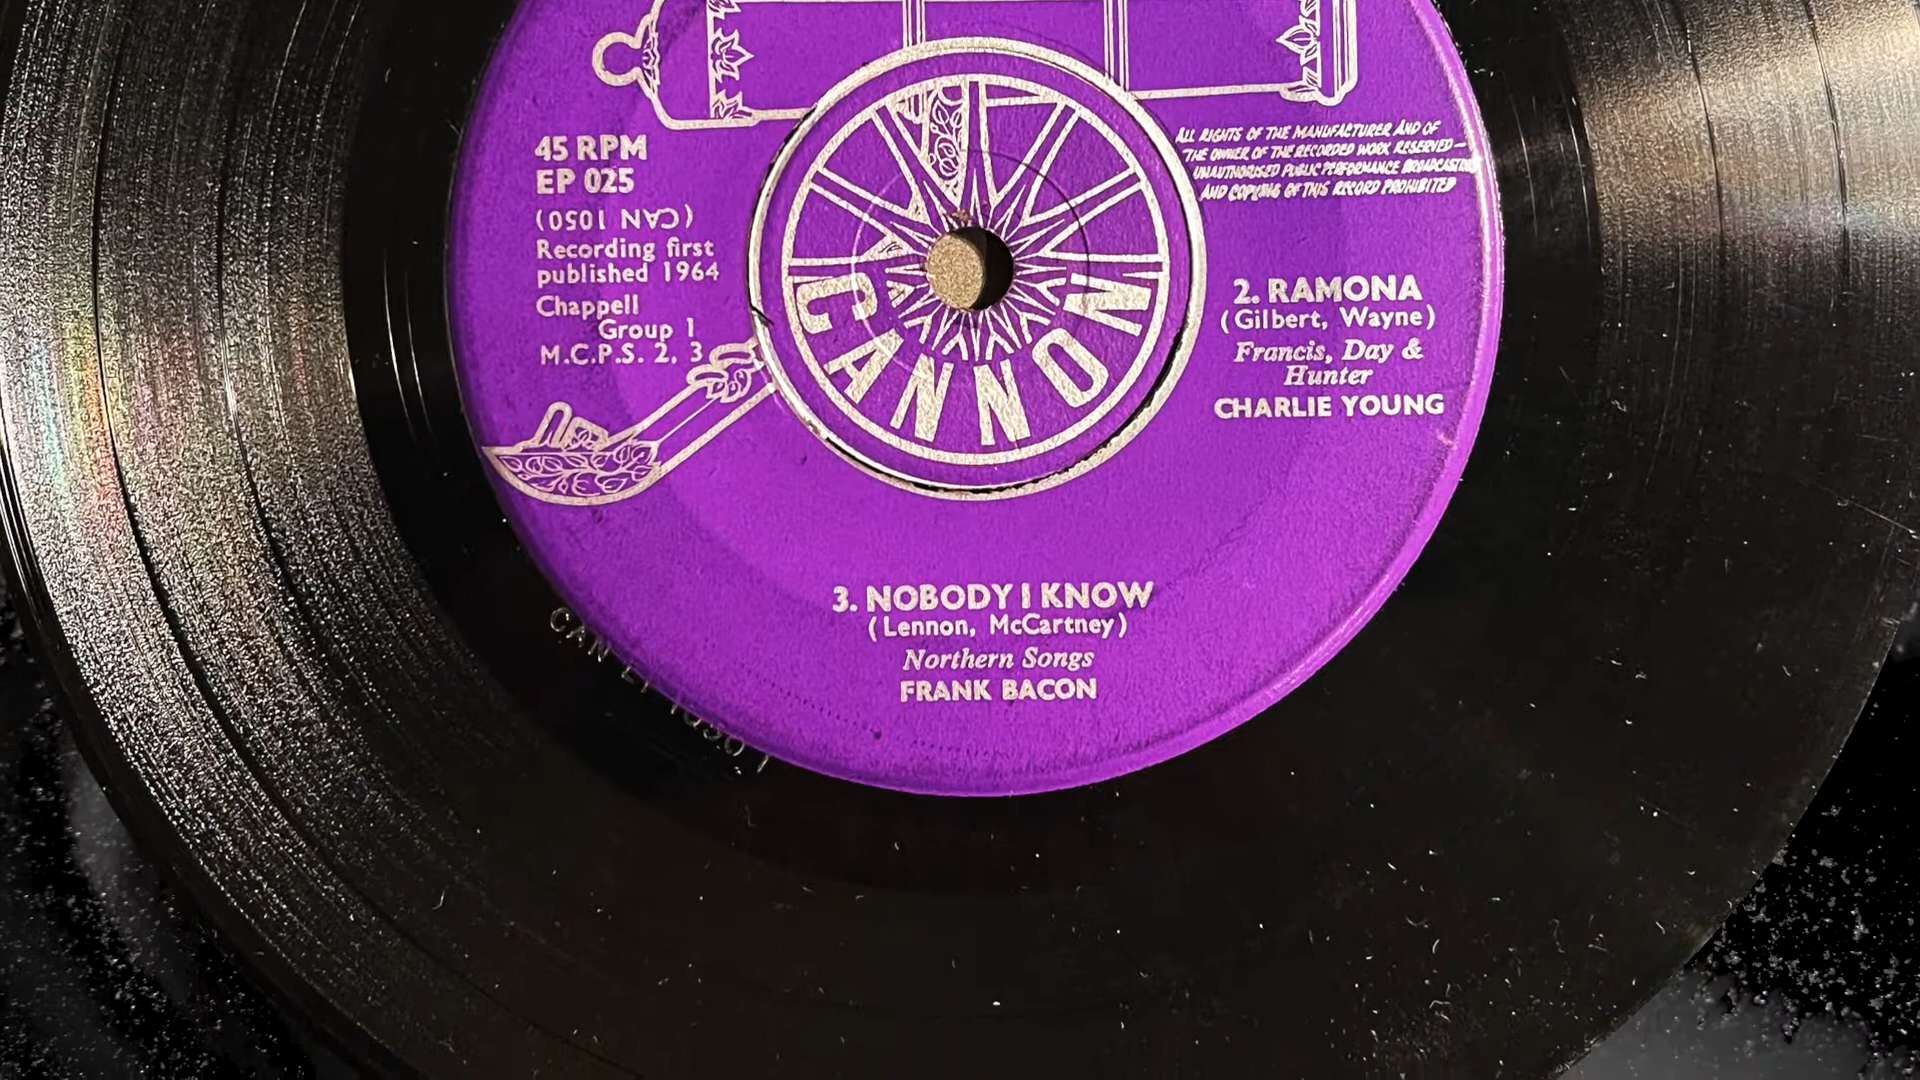 45 RPM
EP 025
(CAN 1050)
Recording first
published 1964
Chappell
Group 1
M.C.P.S. 2, 3
CANNON
ALL RIGHTS OF THE MANUFACTURER AND OF
THE OWNER OF THE RECORDED WORK RESERVED—
UNAUTHORISED PUBLIC PERFORMANCE BROADCASTING
AND COPYING OF THIS RECORD PROHIBITED
2. RAMONA
(Gilbert, Wayne)
Francis, Day &
Hunter
CHARLIE YOUNG
3. NOBODY I KNOW
(Lennon, McCartney)
Northern Songs
FRANK BACON
CAN